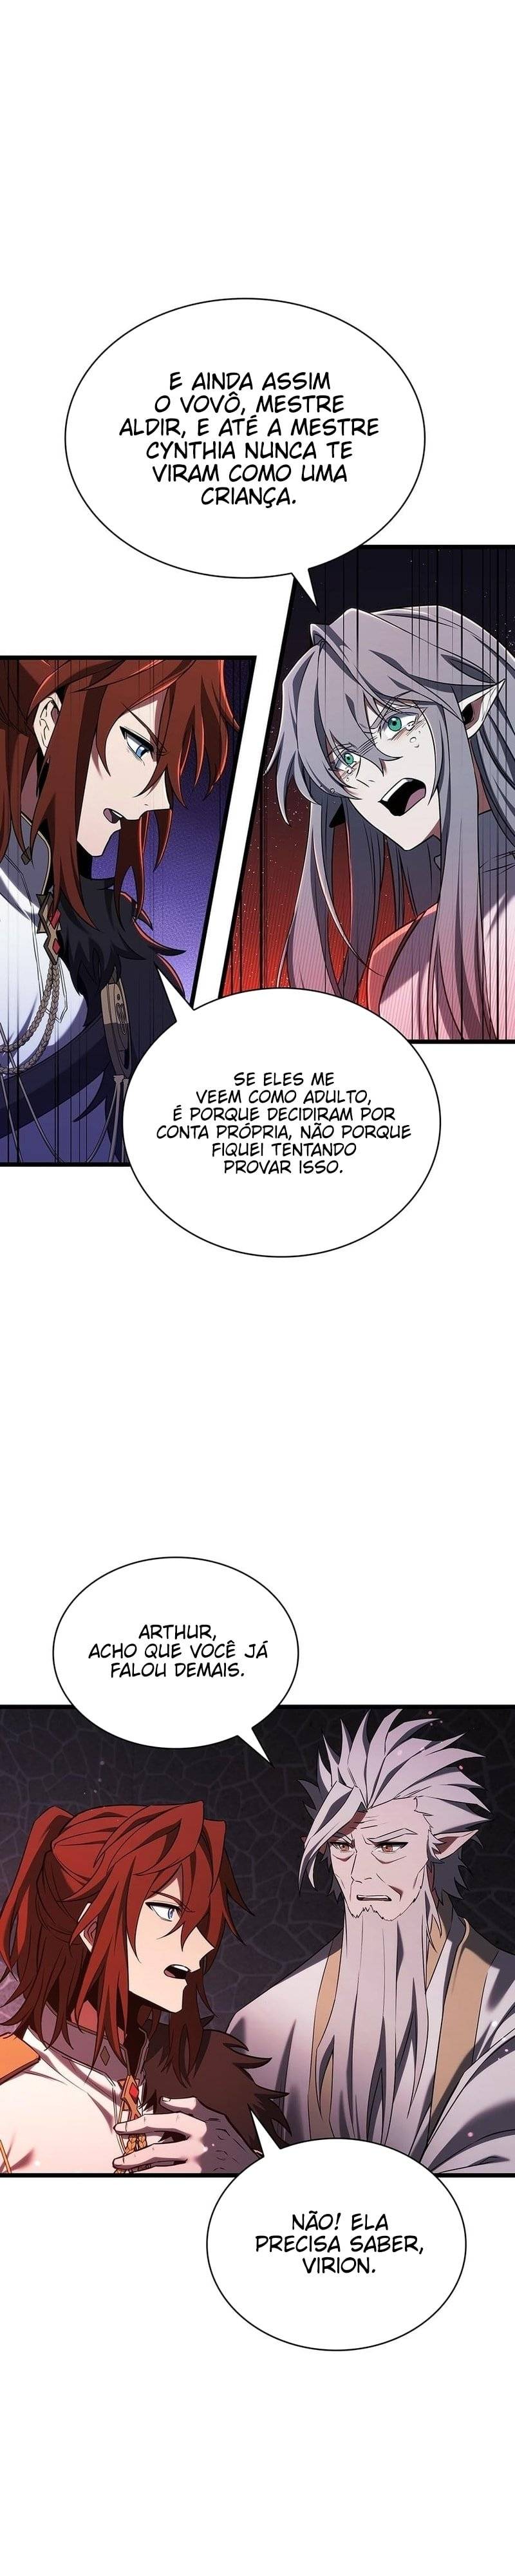 E AINDA ASSIM
O VOVÔ, MESTRE
ALDIR, E ATÉ A MESTRE
CYNTHIA NUNCA TE
VIRAM COMO UMA
CRIANÇA.
SE ELES ME
VEEM COMO ADULTO,
É PORQUE DECIDIRAM POR
CONTA PRÓPRIA, NÃO PORQUE
FIQUEI TENTANDO
PROVAR ISSO.
ARTHUR,
ACHO QUE VOCÊ JÁ
FALOU DEMAIS.
NÃO! ELA
PRECISA SABER,
VIRION.